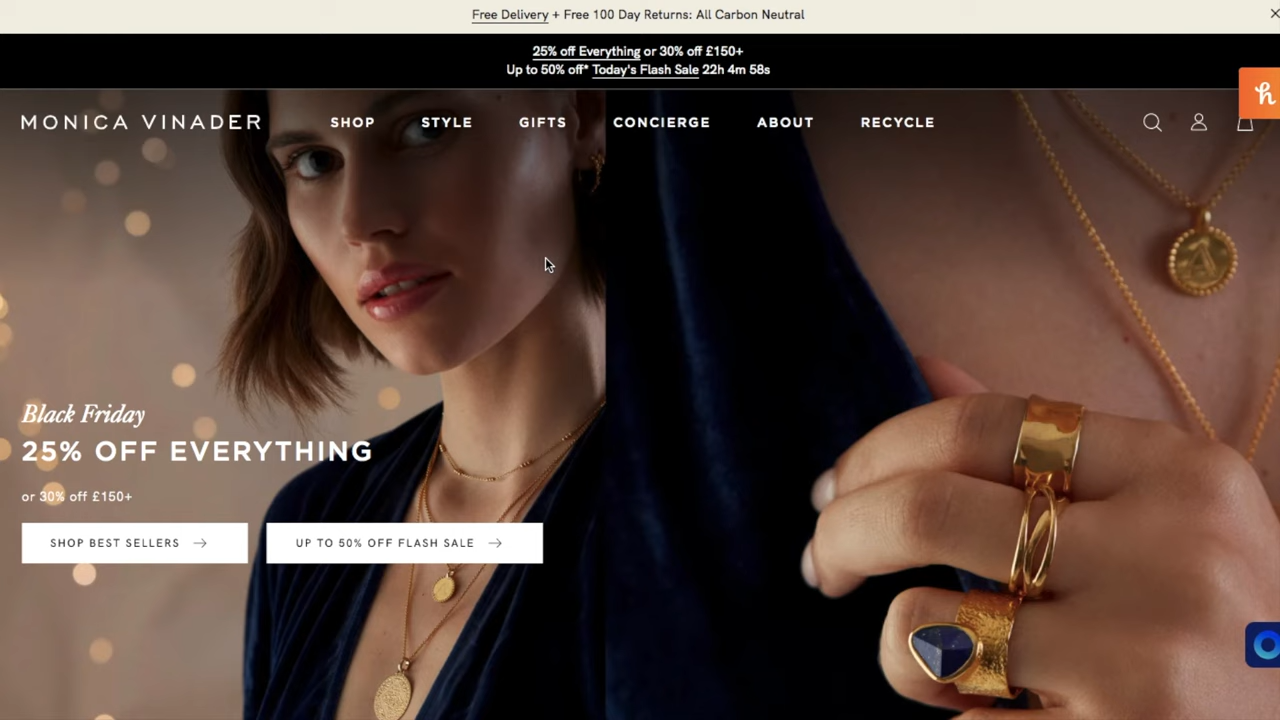 Free Delivery + Free 100 Day Returns: All Carbon Neutral
25% off Everything or 30% off £150+
Up to 50% off* Today's Flash Sale 22h 4m 58s
MONICA VINADER SHOP STYLE GIFTS CONCIERGE ABOUT RECYCLE
Black Friday
25% OFF EVERYTHING
or 30% off £150+
SHOP BEST SELLERS → UP TO 50% OFF FLASH SALE →